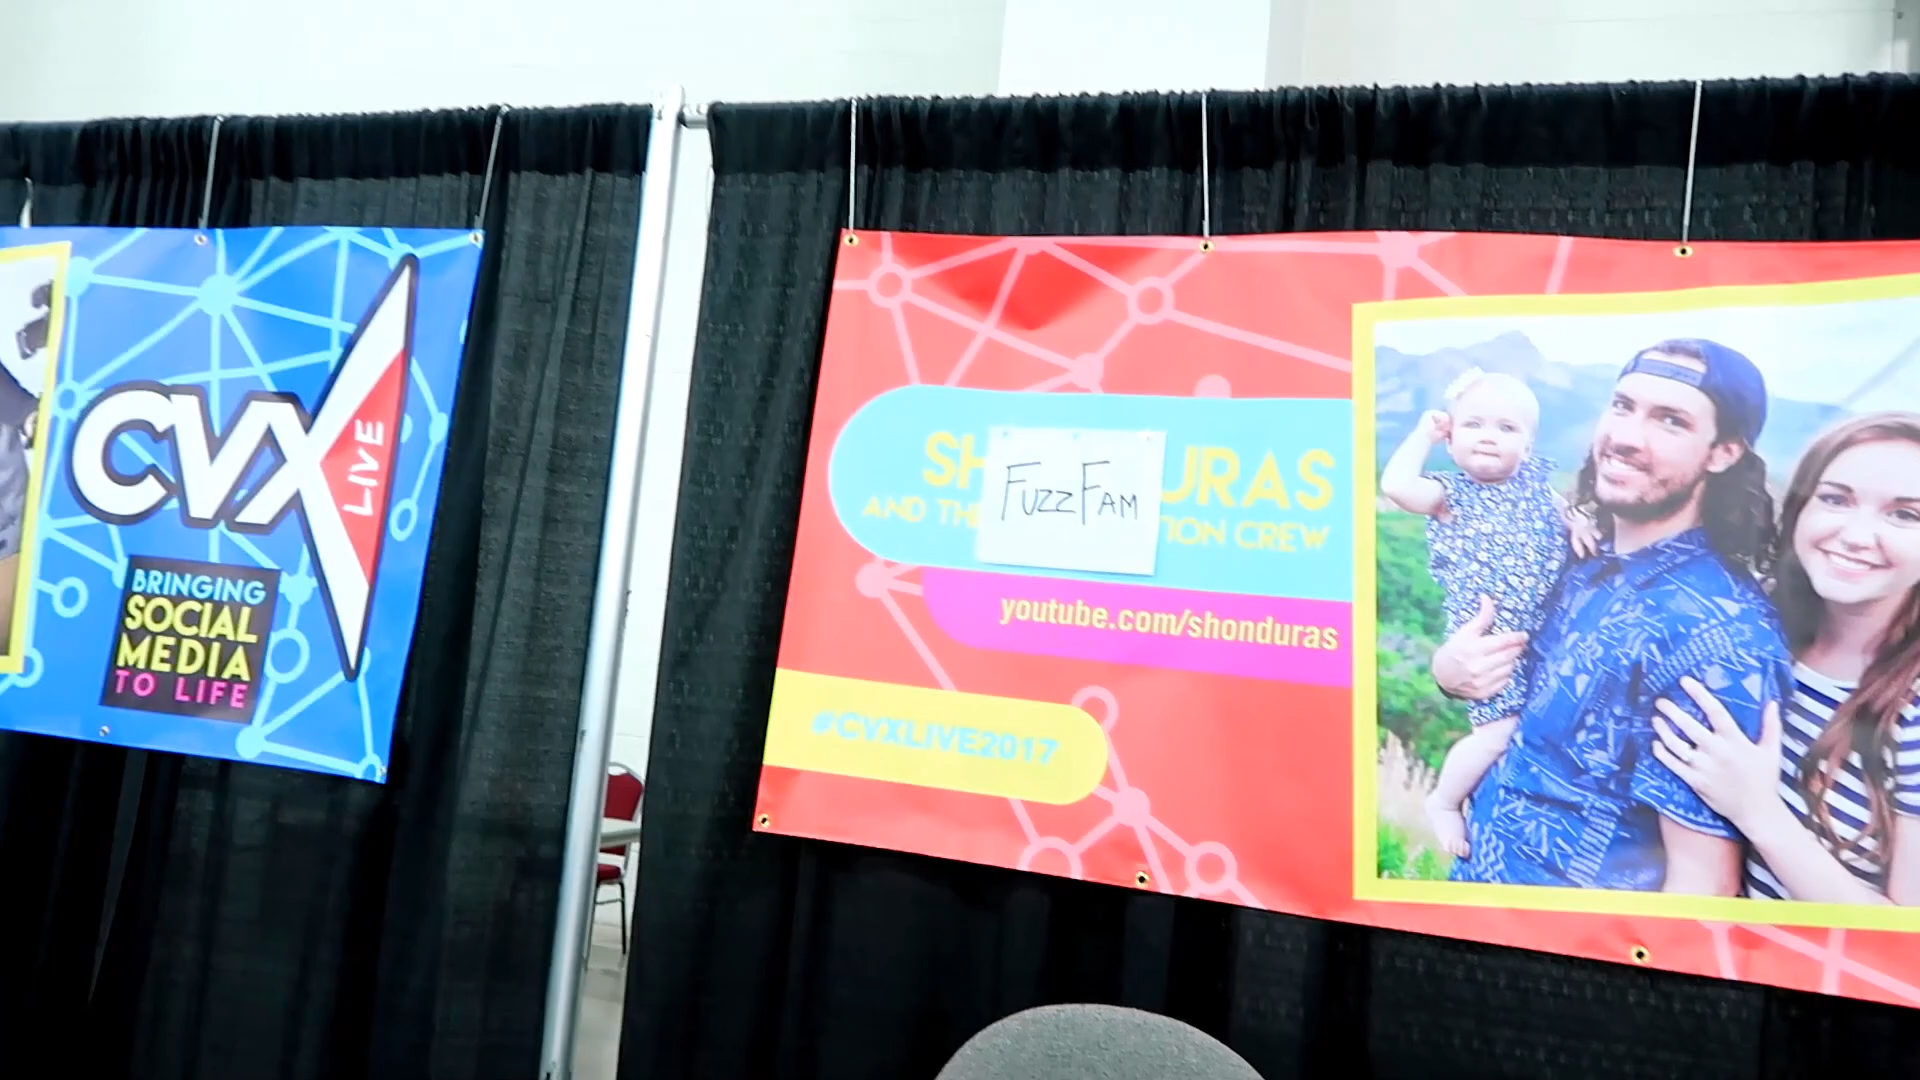 CVX
LIVE
BRINGING
SOCIAL
MEDIA
TO LIFE
SH URAS
FUZZFAM
AND TH TION CREW
youtube.com/shonduras
#CVXLIVE2017